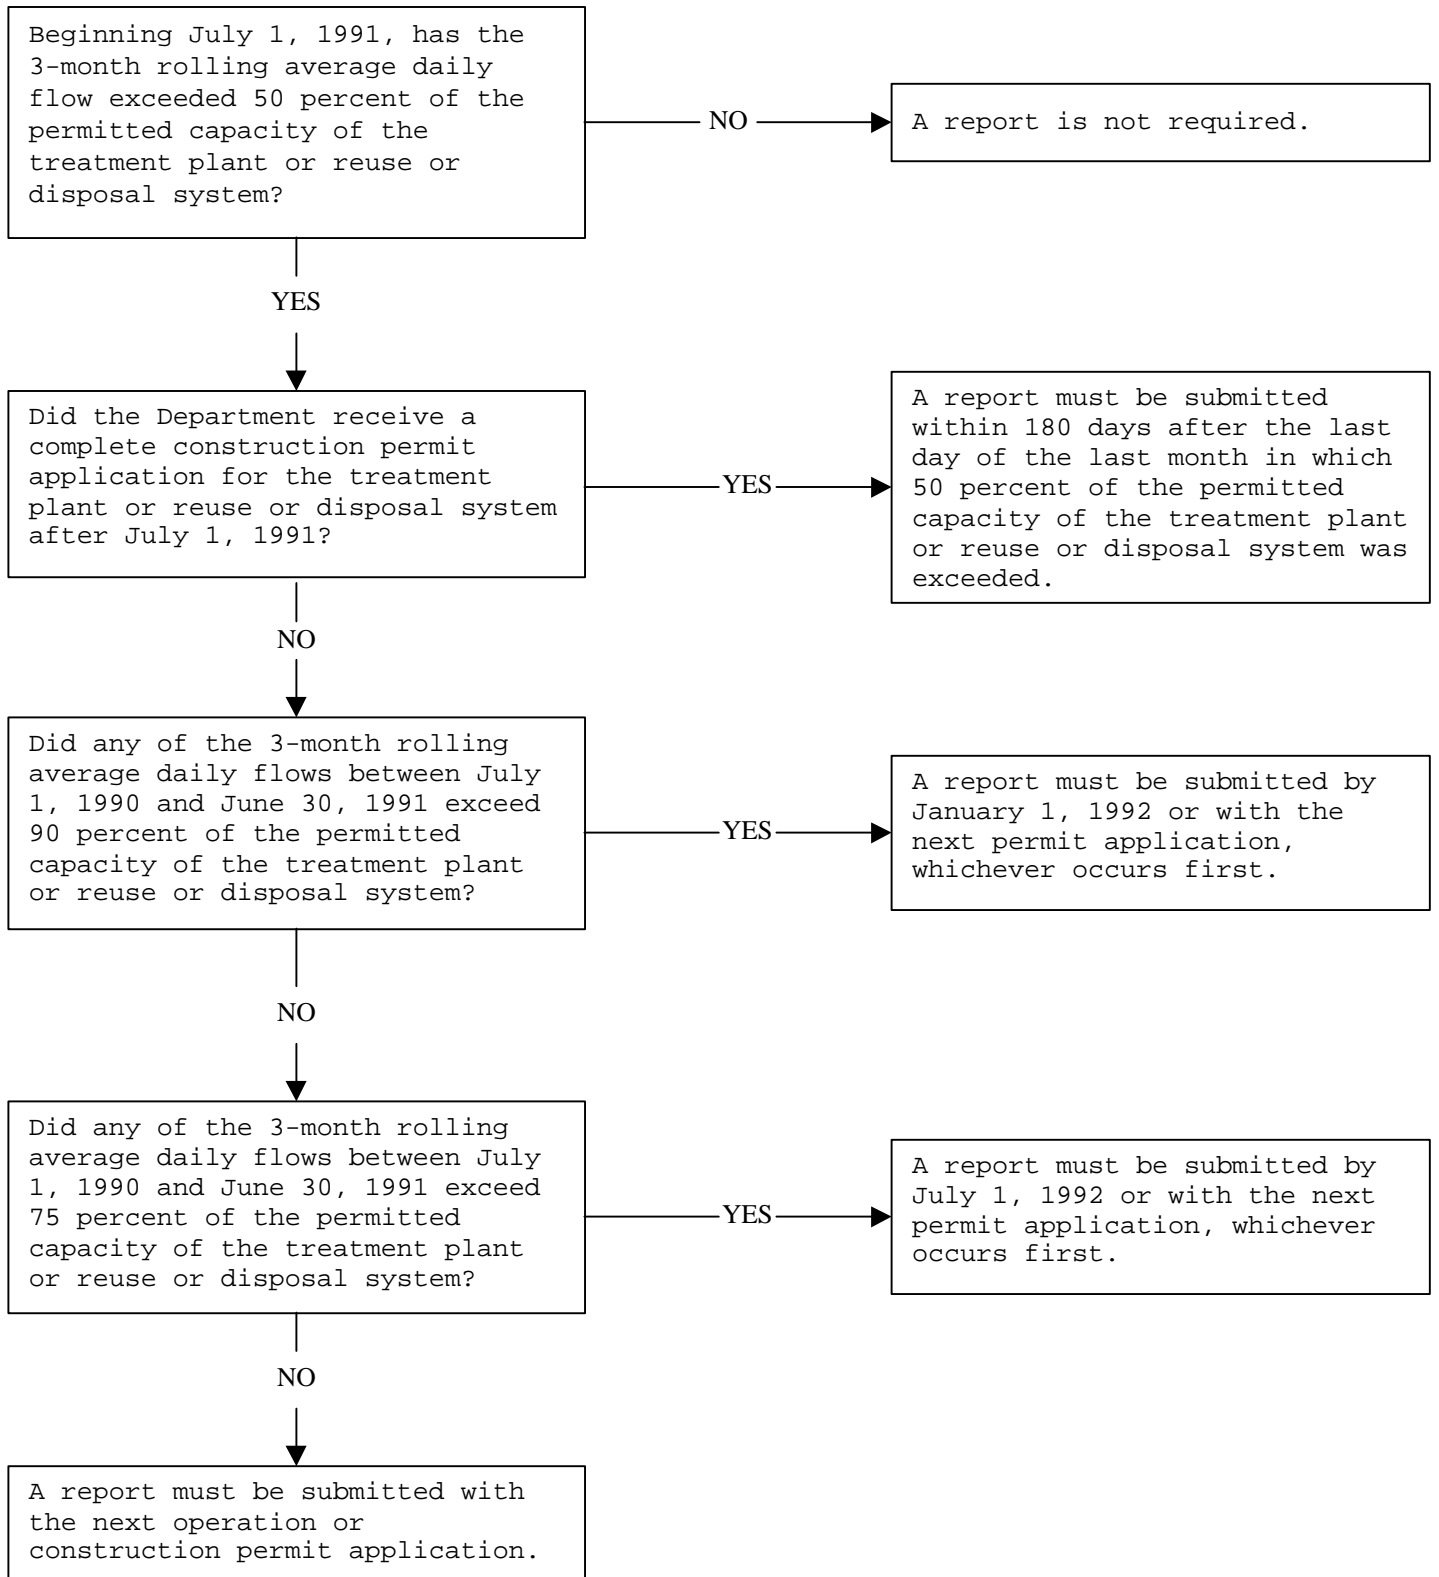 Beginning July 1, 1991, has the
3-month rolling average daily
flow exceeded 50 percent of the
permitted capacity of the
treatment plant or reuse or
disposal system?
NO
A report is not required.
YES
Did the Department receive a
complete construction permit
application for the treatment
plant or reuse or disposal system
after July 1, 1991?
YES
A report must be submitted
within 180 days after the last
day of the last month in which
50 percent of the permitted
capacity of the treatment plant
or reuse or disposal system was
exceeded.
NO
Did any of the 3-month rolling
average daily flows between July
1, 1990 and June 30, 1991 exceed
90 percent of the permitted
capacity of the treatment plant
or reuse or disposal system?
YES
A report must be submitted by
January 1, 1992 or with the
next permit application,
whichever occurs first.
NO
Did any of the 3-month rolling
average daily flows between July
1, 1990 and June 30, 1991 exceed
75 percent of the permitted
capacity of the treatment plant
or reuse or disposal system?
YES
A report must be submitted by
July 1, 1992 or with the next
permit application, whichever
occurs first.
NO
A report must be submitted with
the next operation or
construction permit application.